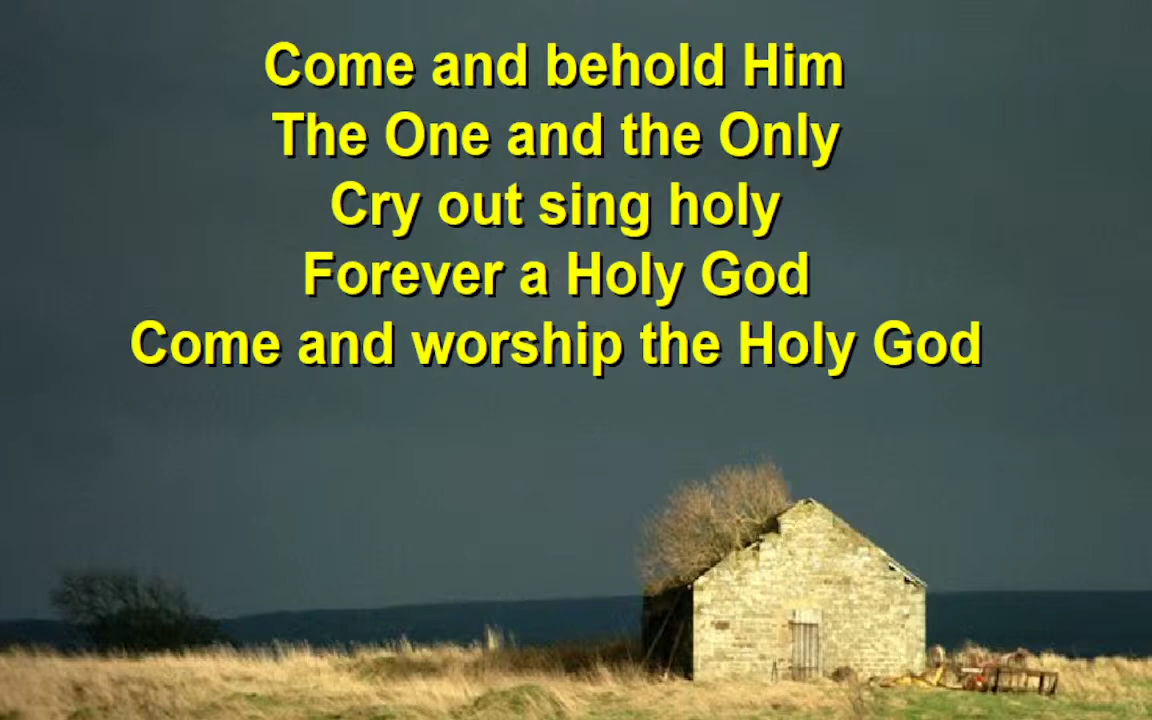 Come and behold Him
The One and the Only
Cry out sing holy
Forever a Holy God
Come and worship the Holy God